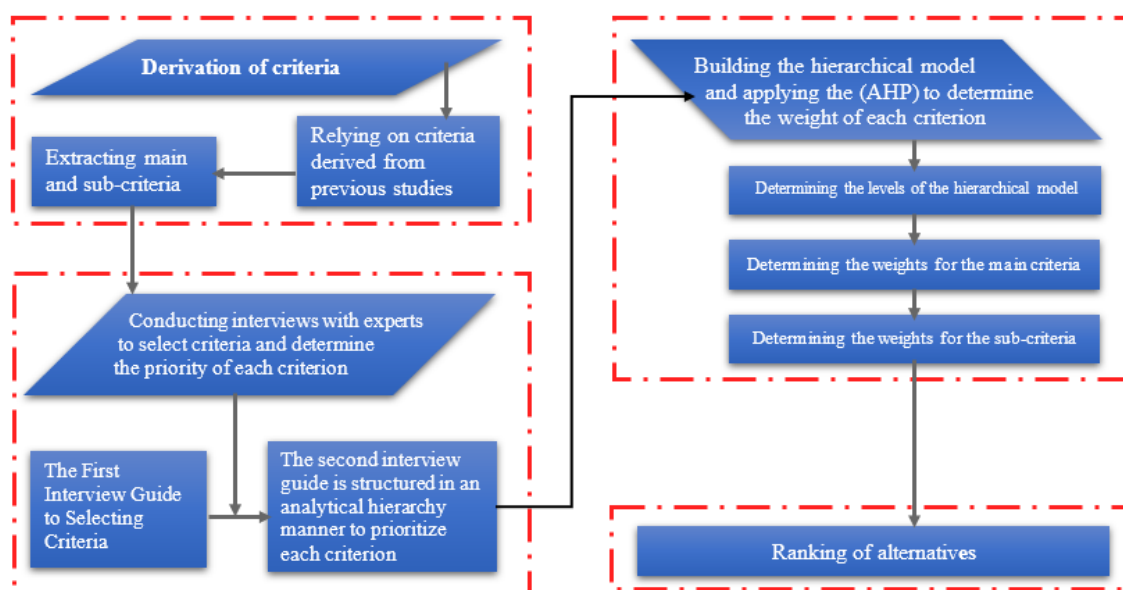 Derivation of criteria
Relying on criteria
derived from
previous studies
Extracting main
and sub-criteria
Conducting interviews with experts
to select criteria and determine
the priority of each criterion
The First
Interview Guide
to Selecting
Criteria
The second interview
guide is structured in an
analytical hierarchy
manner to prioritize
each criterion
Building the hierarchical model
and applying the (AHP) to determine
the weight of each criterion
Determining the levels of the hierarchical model
Determining the weights for the main criteria
Determining the weights for the sub-criteria
Ranking of alternatives